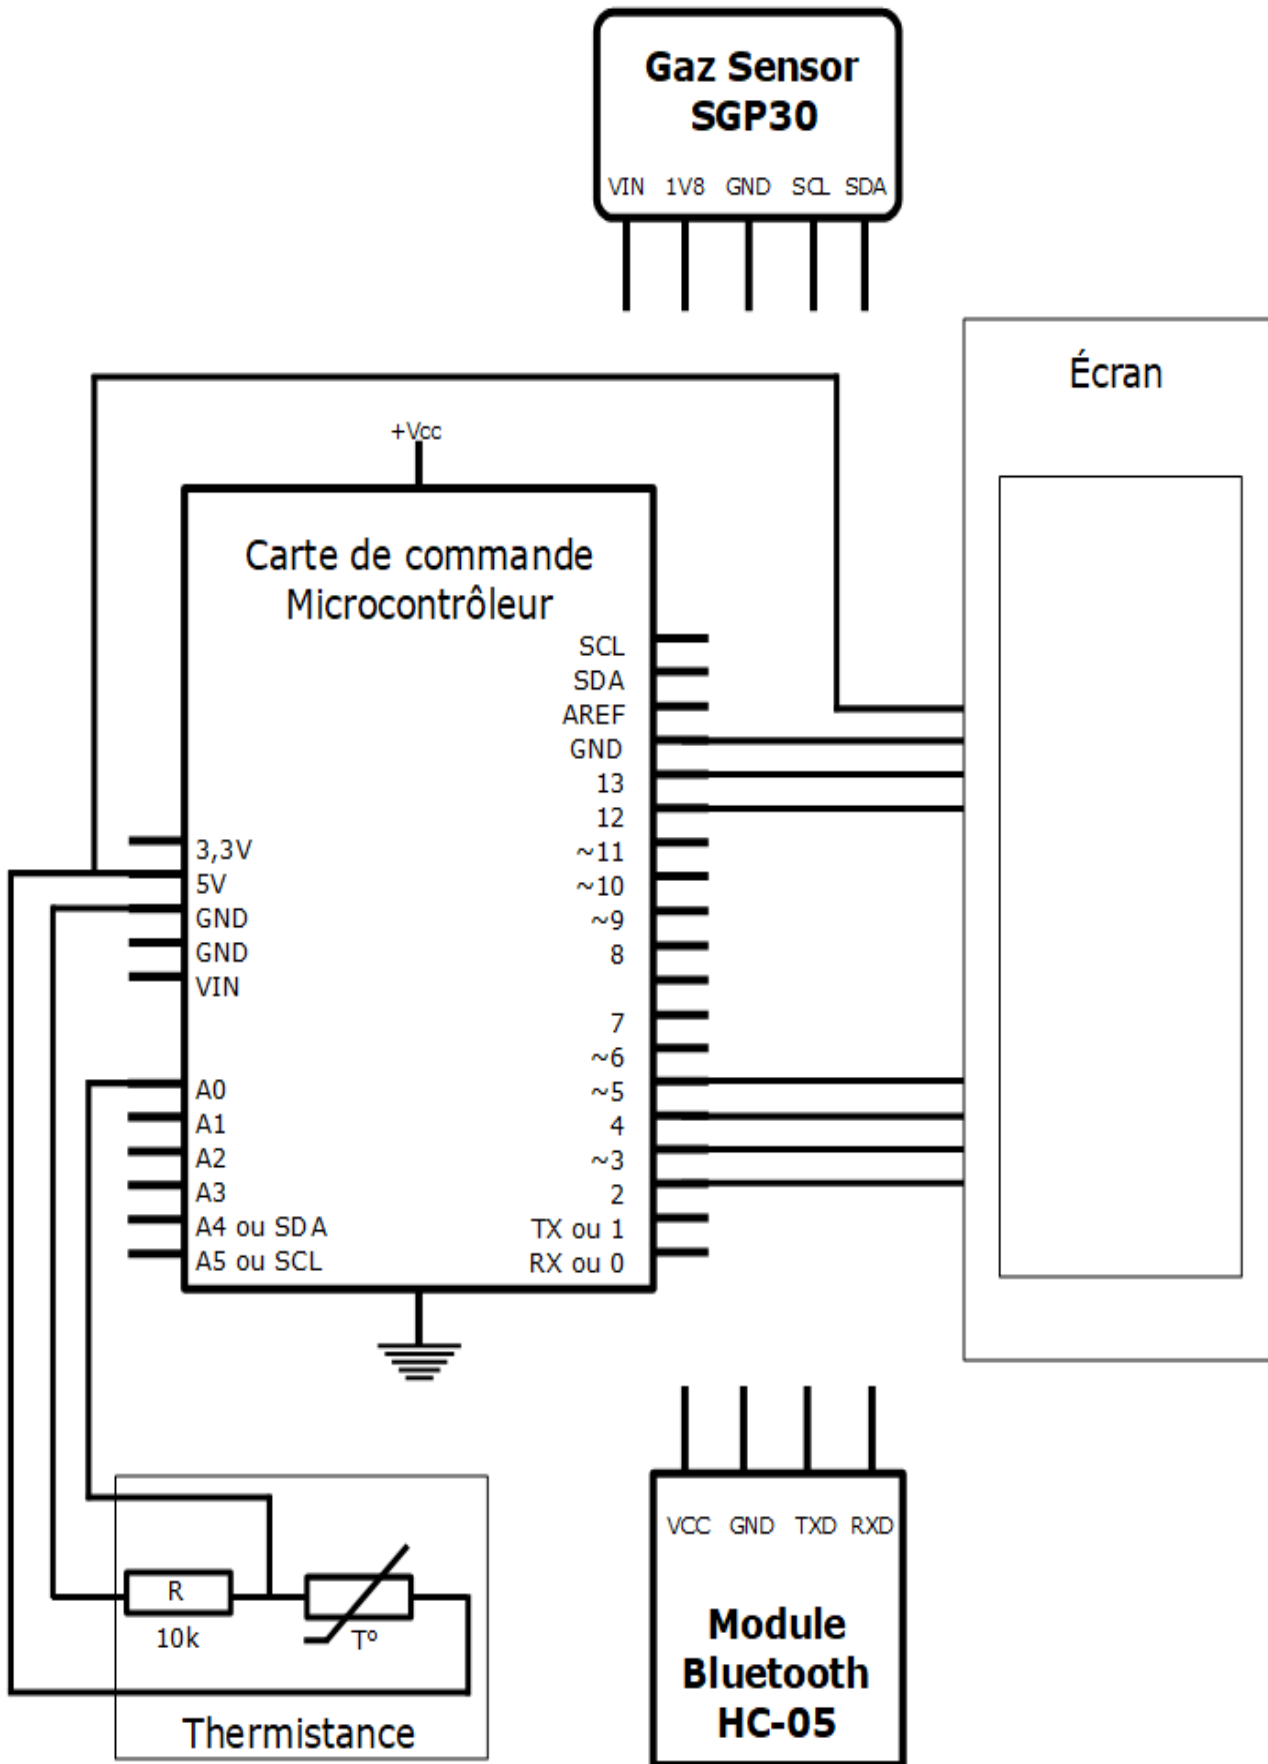 Gaz Sensor
SGP30
VIN 1V8 GND SCL SDA
Écran
+Vcc
Carte de commande
Microcontrôleur
SCL
SDA
AREF
GND
13
12
~11
~10
~9
8
7
~6
~5
4
~3
2
TX ou 1
RX ou 0
3,3V
5V
GND
GND
VIN
A0
A1
A2
A3
A4 ou SDA
A5 ou SCL
R
10k
T°
Thermistance
VCC GND TXD RXD
Module
Bluetooth
HC-05